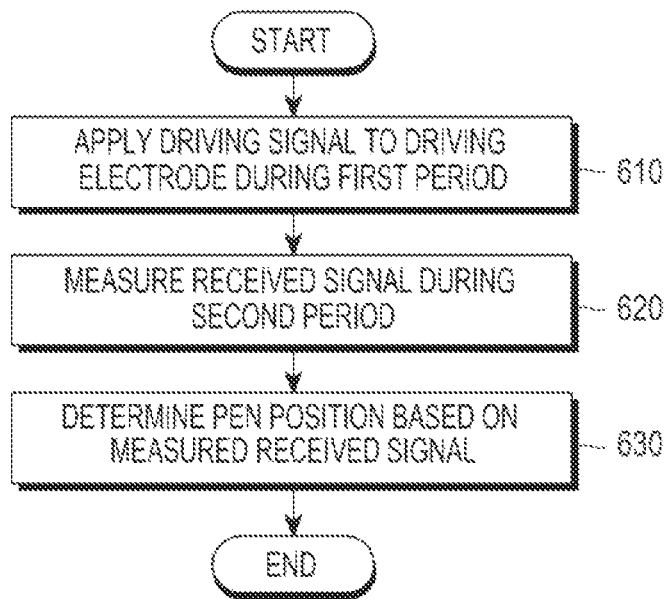 START
APPLY DRIVING SIGNAL TO DRIVING
ELECTRODE DURING FIRST PERIOD
610
MEASURE RECEIVED SIGNAL DURING
SECOND PERIOD
620
DETERMINE PEN POSITION BASED ON
MEASURED RECEIVED SIGNAL
630
END